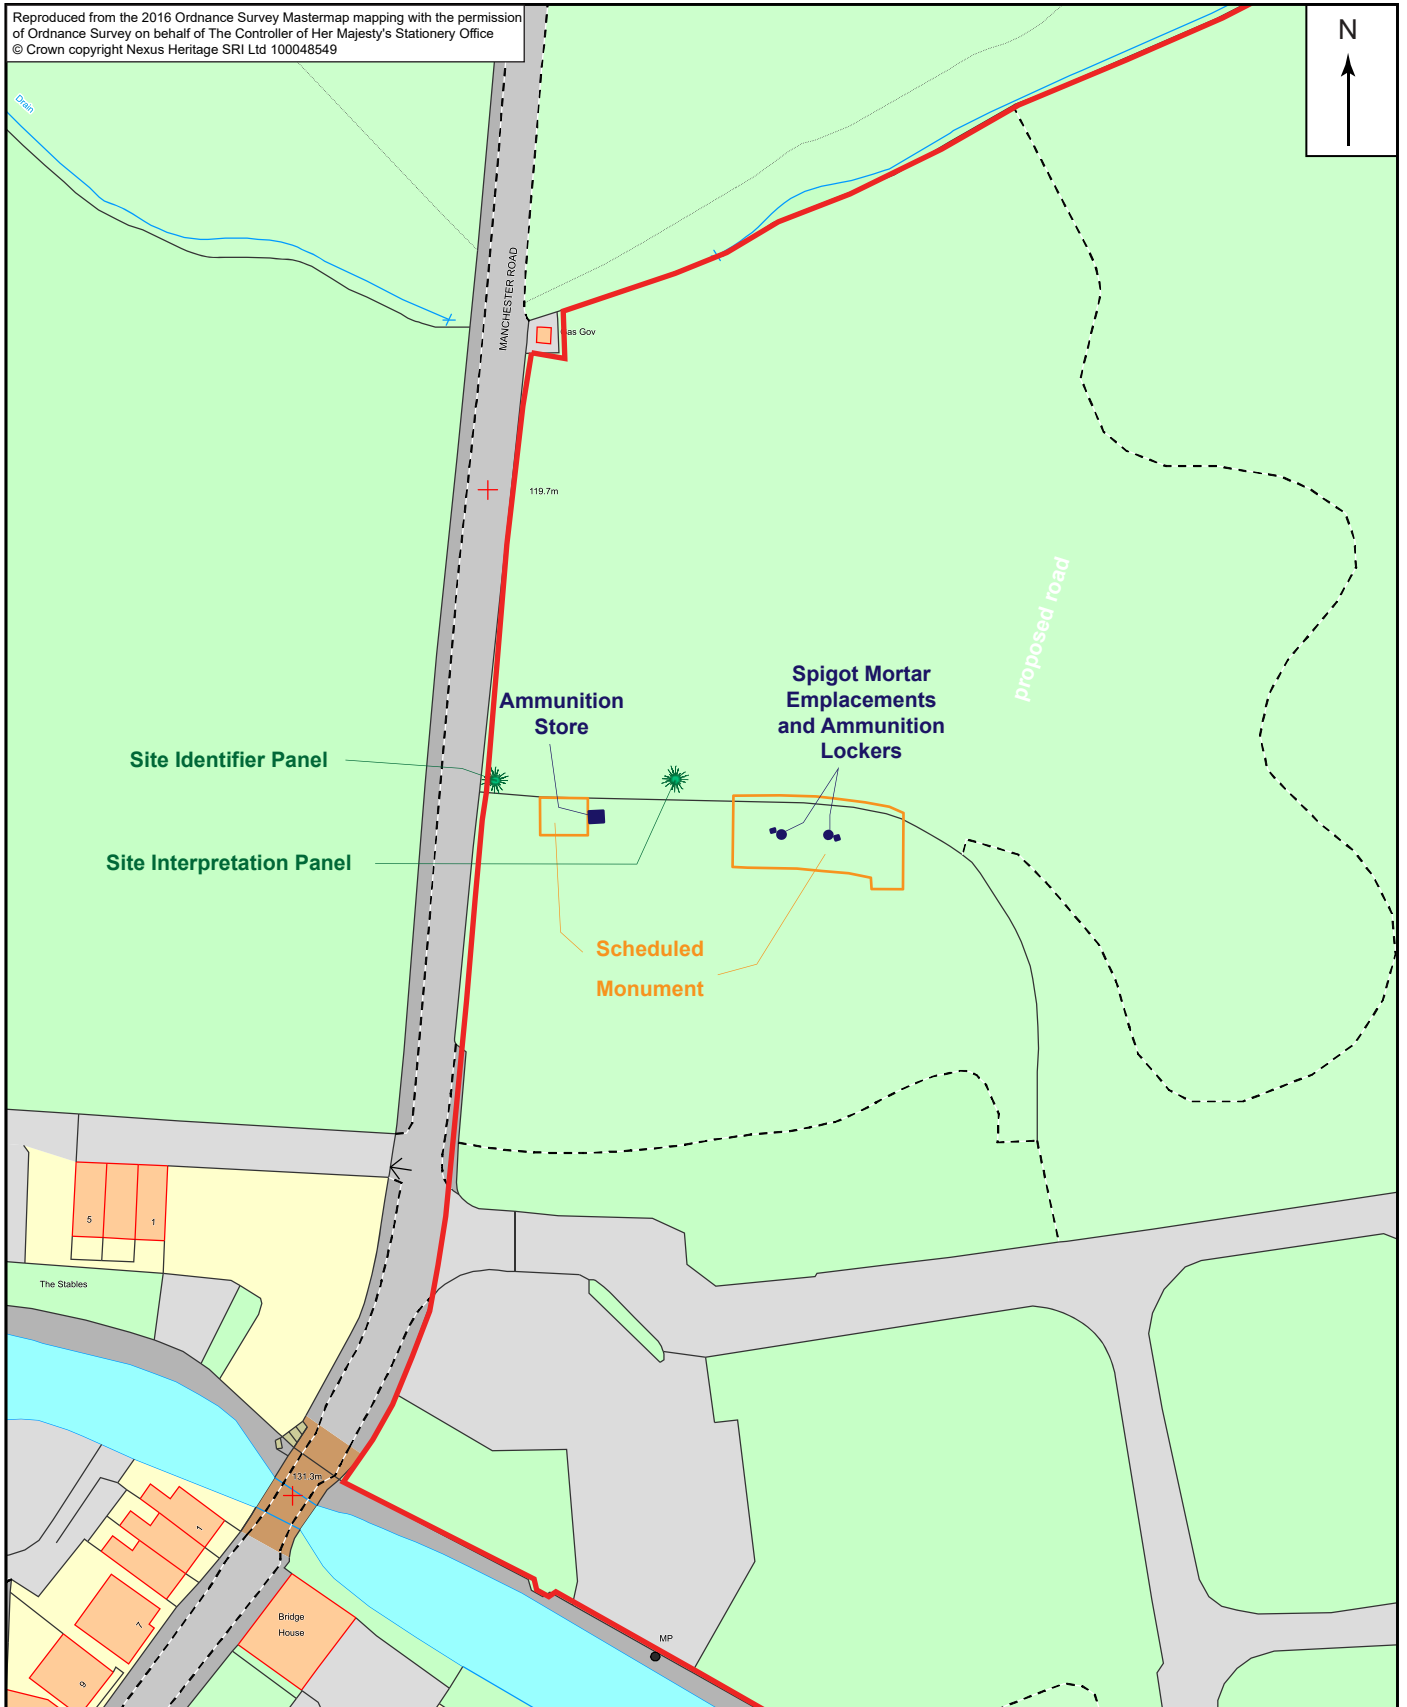 Reproduced from the 2016 Ordnance Survey Mastermap mapping with the permission
of Ordnance Survey on behalf of The Controller of Her Majesty's Stationery Office
© Crown copyright Nexus Heritage SRI Ltd 100048549
N
Drain
MANCHESTER ROAD
Gas Gov
119.7m
proposed road
Spigot Mortar
Emplacements
and Ammunition
Lockers
Ammunition
Store
Site Identifier Panel
Site Interpretation Panel
Scheduled
Monument
5
1
The Stables
131.3m
1
7
9
Bridge
House
MP